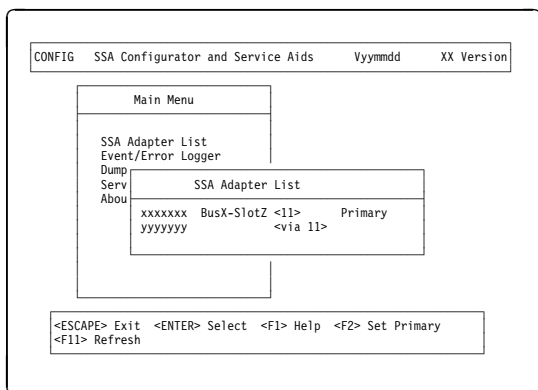 CONFIG SSA Configurator and Service Aids Vyymmdd XX Version
Main Menu
SSA Adapter List
Event/Error Logger
Dump
Serv
Abou
SSA Adapter List
xxxxxxx BusX-SlotZ <11> Primary
yyyyyyy <via 11>
<ESCAPE> Exit <ENTER> Select <F1> Help <F2> Set Primary
<F11> Refresh